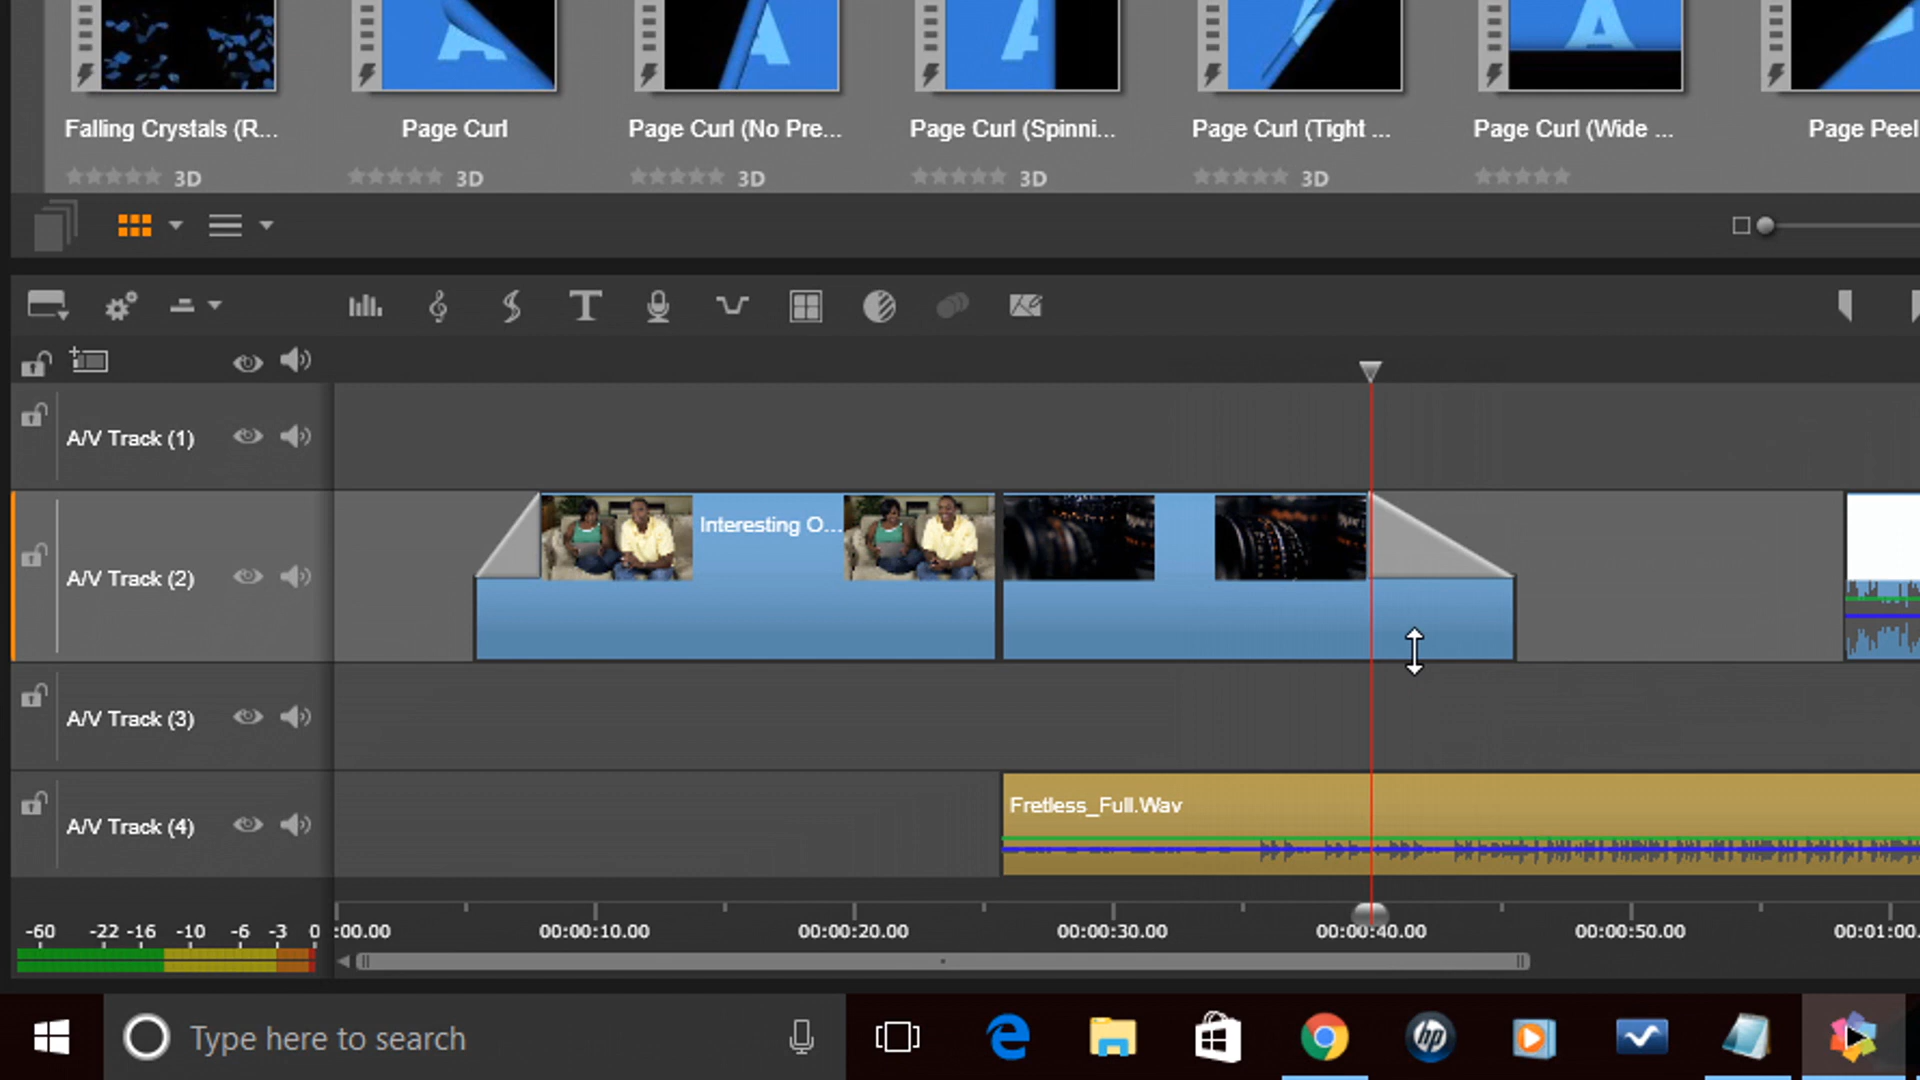 Falling Crystals (R...
Page Curl
Page Curl (No Pre...
Page Curl (Spinni...
Page Curl (Tight ...
Page Curl (Wide ...
Page Peel
3D
3D
3D
3D
3D
A/V Track (1)
A/V Track (2)
Interesting O...
A/V Track (3)
A/V Track (4)
Fretless_Full.Wav
-60 -22 -16 -10 -6 -3 0
:00.00 00:00:10.00 00:00:20.00 00:00:30.00 00:00:40.00 00:00:50.00 00:01:00.
Type here to search
hp